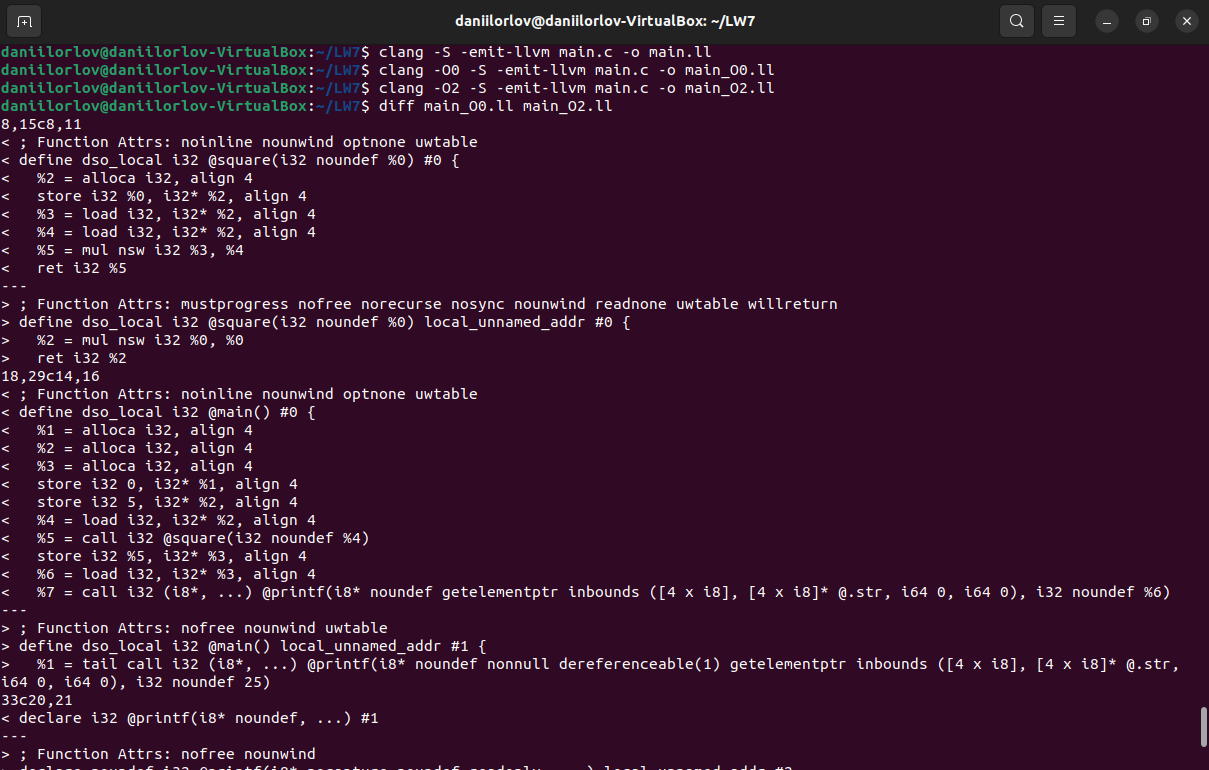 daniilorlov@daniilorlov-VirtualBox: ~/LW7
daniilorlov@daniilorlov-VirtualBox:~/LW7$ clang -S -emit-llvm main.c -o main.ll
daniilorlov@daniilorlov-VirtualBox:~/LW7$ clang -O0 -S -emit-llvm main.c -o main_O0.ll
daniilorlov@daniilorlov-VirtualBox:~/LW7$ clang -O2 -S -emit-llvm main.c -o main_O2.ll
daniilorlov@daniilorlov-VirtualBox:~/LW7$ diff main_O0.ll main_O2.ll
8,15c8,11
< ; Function Attrs: noinline nounwind optnone uwtable
< define dso_local i32 @square(i32 noundef %0) #0 {
<   %2 = alloca i32, align 4
<   store i32 %0, i32* %2, align 4
<   %3 = load i32, i32* %2, align 4
<   %4 = load i32, i32* %2, align 4
<   %5 = mul nsw i32 %3, %4
<   ret i32 %5
---
> ; Function Attrs: mustprogress nofree norecurse nosync nounwind readnone uwtable willreturn
> define dso_local i32 @square(i32 noundef %0) local_unnamed_addr #0 {
>   %2 = mul nsw i32 %0, %0
>   ret i32 %2
18,29c14,16
< ; Function Attrs: noinline nounwind optnone uwtable
< define dso_local i32 @main() #0 {
<   %1 = alloca i32, align 4
<   %2 = alloca i32, align 4
<   %3 = alloca i32, align 4
<   store i32 0, i32* %1, align 4
<   store i32 5, i32* %2, align 4
<   %4 = load i32, i32* %2, align 4
<   %5 = call i32 @square(i32 noundef %4)
<   store i32 %5, i32* %3, align 4
<   %6 = load i32, i32* %3, align 4
<   %7 = call i32 (i8*, ...) @printf(i8* noundef getelementptr inbounds ([4 x i8], [4 x i8]* @.str, i64 0, i64 0), i32 noundef %6)
---
> ; Function Attrs: nofree nounwind uwtable
> define dso_local i32 @main() local_unnamed_addr #1 {
>   %1 = tail call i32 (i8*, ...) @printf(i8* noundef nonnull dereferenceable(1) getelementptr inbounds ([4 x i8], [4 x i8]* @.str,
i64 0, i64 0), i32 noundef 25)
33c20,21
< declare i32 @printf(i8* noundef, ...) #1
---
> ; Function Attrs: nofree nounwind